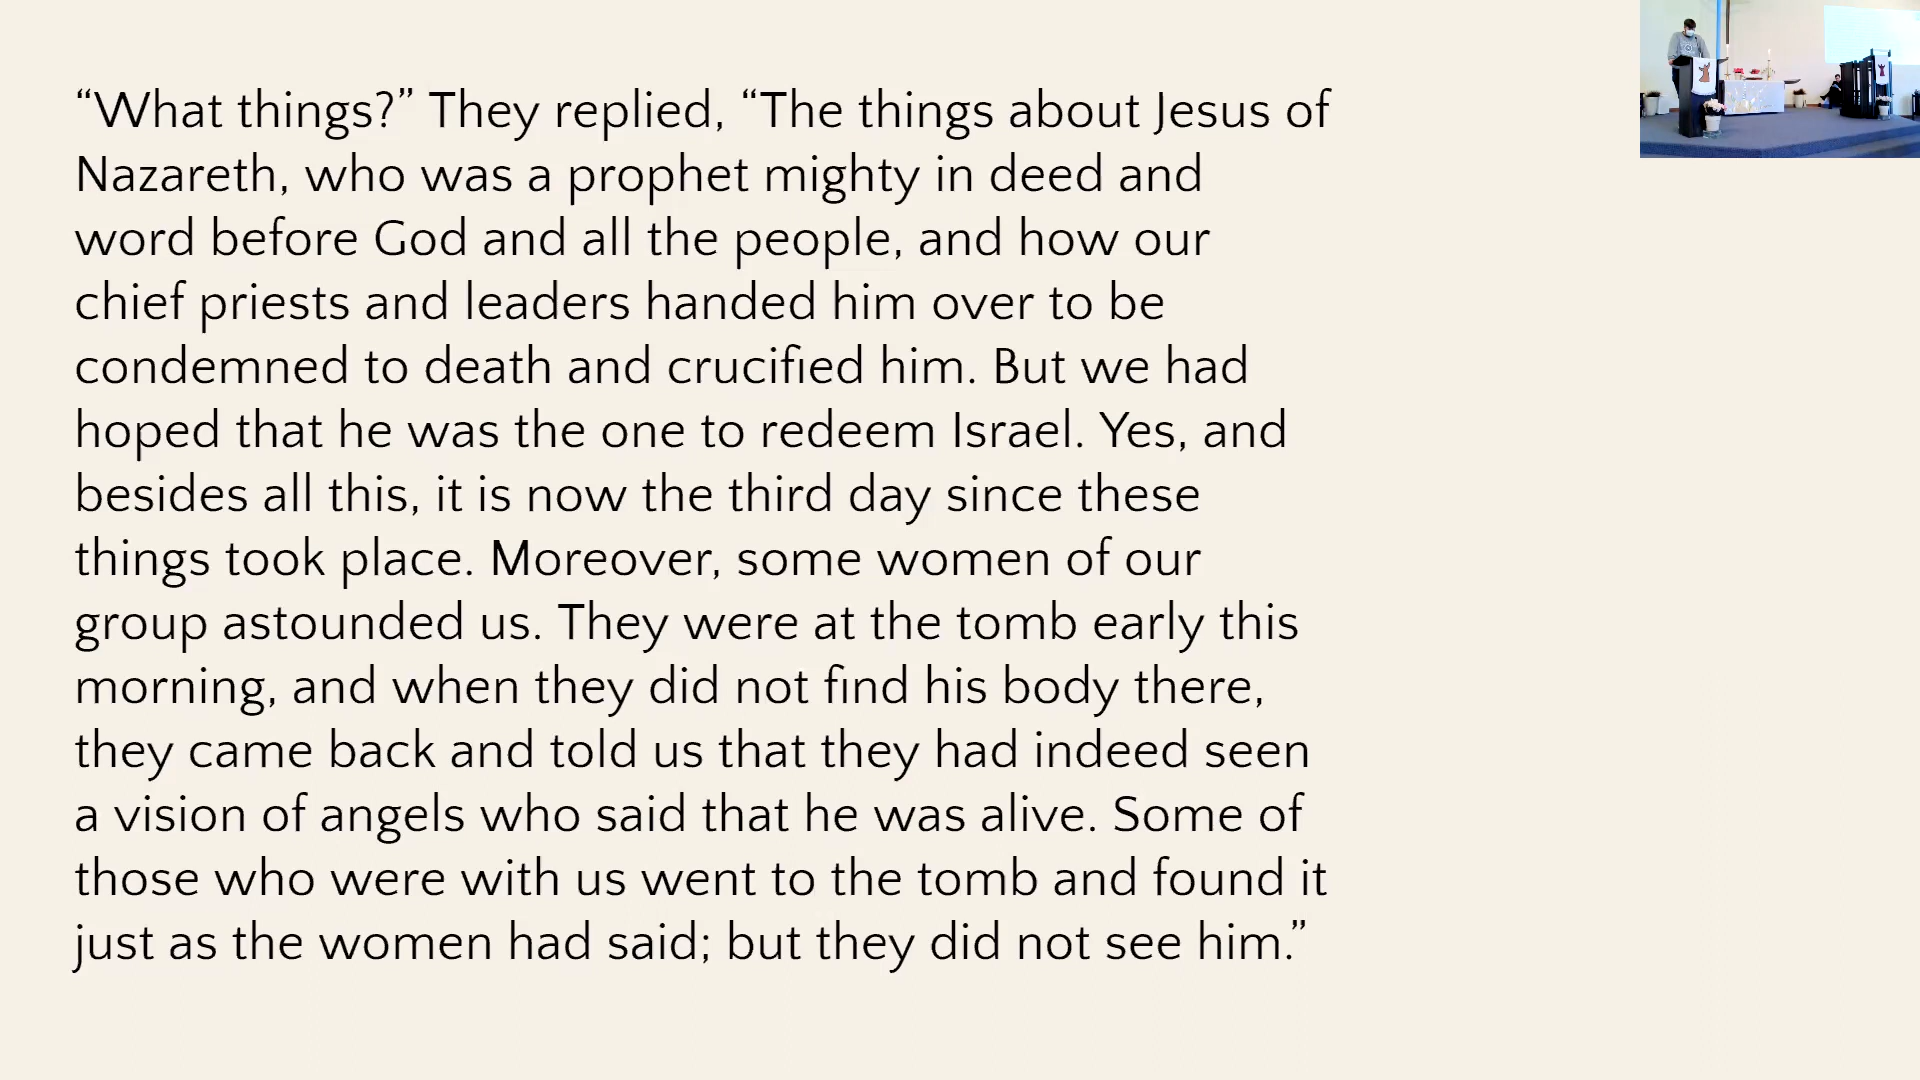 “What things?” They replied, “The things about Jesus of
Nazareth, who was a prophet mighty in deed and
word before God and all the people, and how our
chief priests and leaders handed him over to be
condemned to death and crucified him. But we had
hoped that he was the one to redeem Israel. Yes, and
besides all this, it is now the third day since these
things took place. Moreover, some women of our
group astounded us. They were at the tomb early this
morning, and when they did not find his body there,
they came back and told us that they had indeed seen
a vision of angels who said that he was alive. Some of
those who were with us went to the tomb and found it
just as the women had said; but they did not see him.”